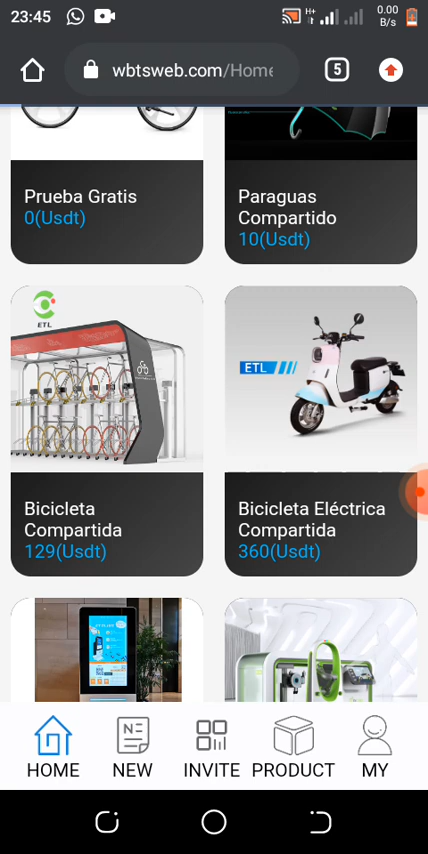 23:45
H+
0.00
B/s
wbtsweb.com/Home
5
Prueba Gratis
0(Usdt)
Paraguas
Compartido
10(Usdt)
ETL
ETL
Bicicleta
Compartida
129(Usdt)
Bicicleta Eléctrica
Compartida
360(Usdt)
HOME
NEW
INVITE
PRODUCT
MY